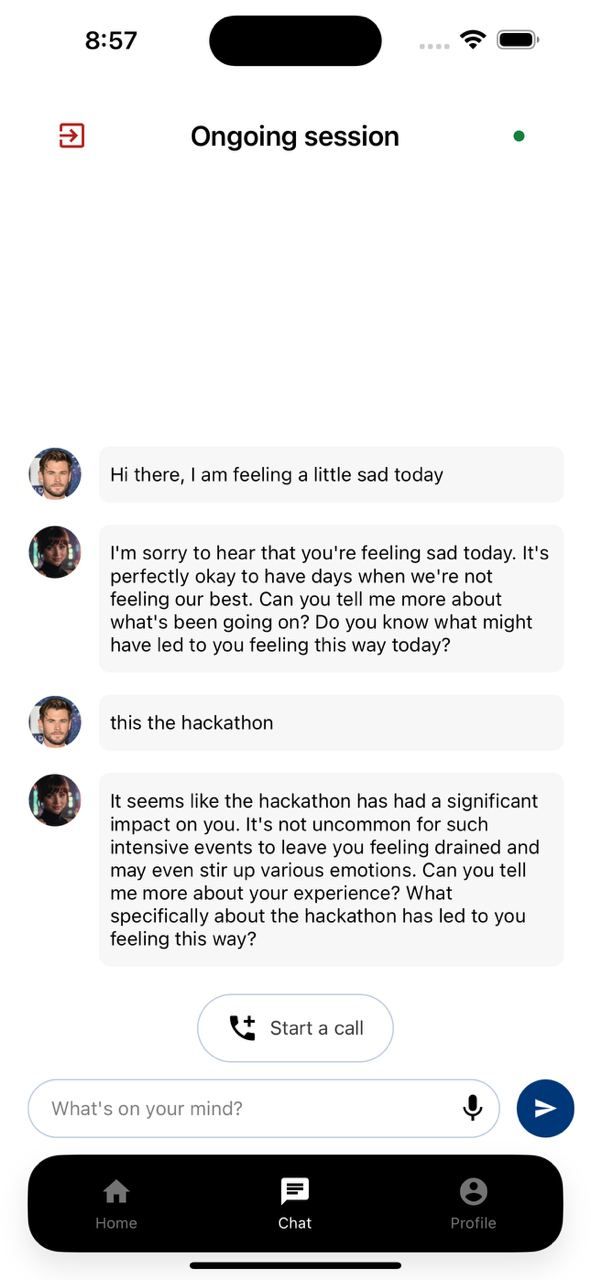 8:57
Ongoing session
Hi there, I am feeling a little sad today
I'm sorry to hear that you're feeling sad today. It's
perfectly okay to have days when we're not
feeling our best. Can you tell me more about
what's been going on? Do you know what might
have led to you feeling this way today?
this the hackathon
It seems like the hackathon has had a significant
impact on you. It's not uncommon for such
intensive events to leave you feeling drained and
may even stir up various emotions. Can you tell
me more about your experience? What
specifically about the hackathon has led to you
feeling this way?
Start a call
What's on your mind?
Home
Chat
Profile